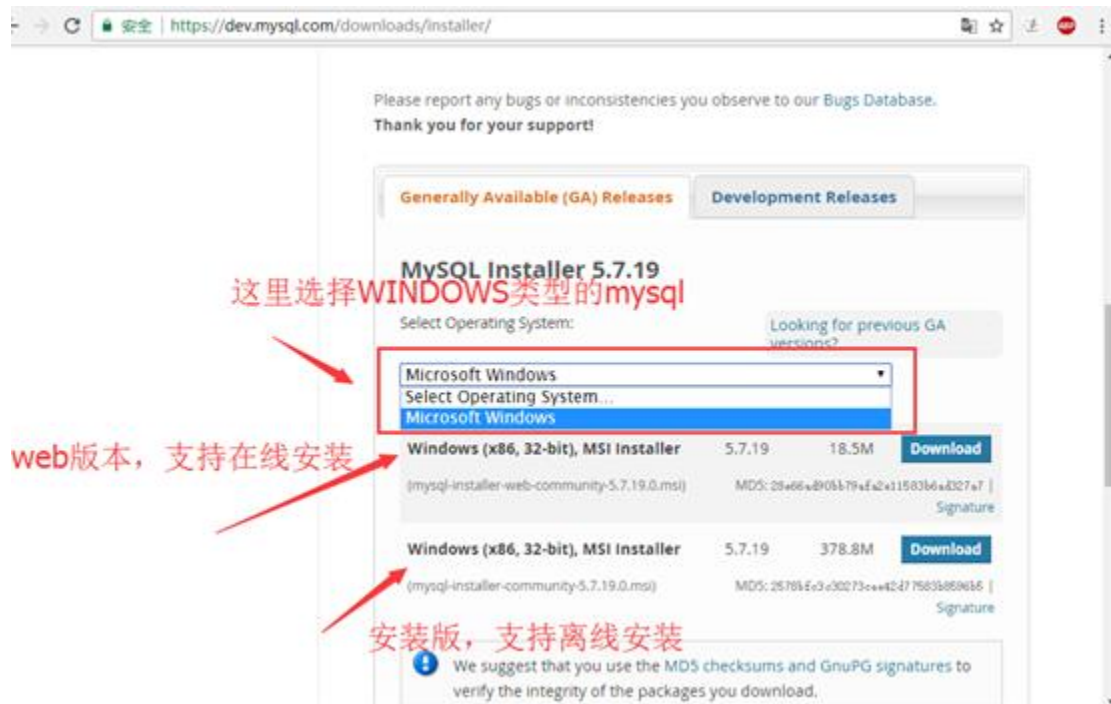 安全 | https://dev.mysql.com/downloads/installer/
Please report any bugs or inconsistencies you observe to our Bugs Database.
Thank you for your support!
Generally Available (GA) Releases Development Releases
MySQL Installer 5.7.19
这里选择WINDOWS类型的mysql
Select Operating System: Looking for previous GA
versions?
Microsoft Windows
Select Operating System...
Microsoft Windows
web版本，支持在线安装
Windows (x86, 32-bit), MSI Installer 5.7.19 18.5M Download
(mysql-installer-web-community-5.7.19.0.msi) MD5: |
Signature
Windows (x86, 32-bit), MSI Installer 5.7.19 378.8M Download
(mysql-installer-community-5.7.19.0.msi) MD5: |
Signature
安装版，支持离线安装
We suggest that you use the MD5 checksums and GnuPG signatures to
verify the integrity of the packages you download.